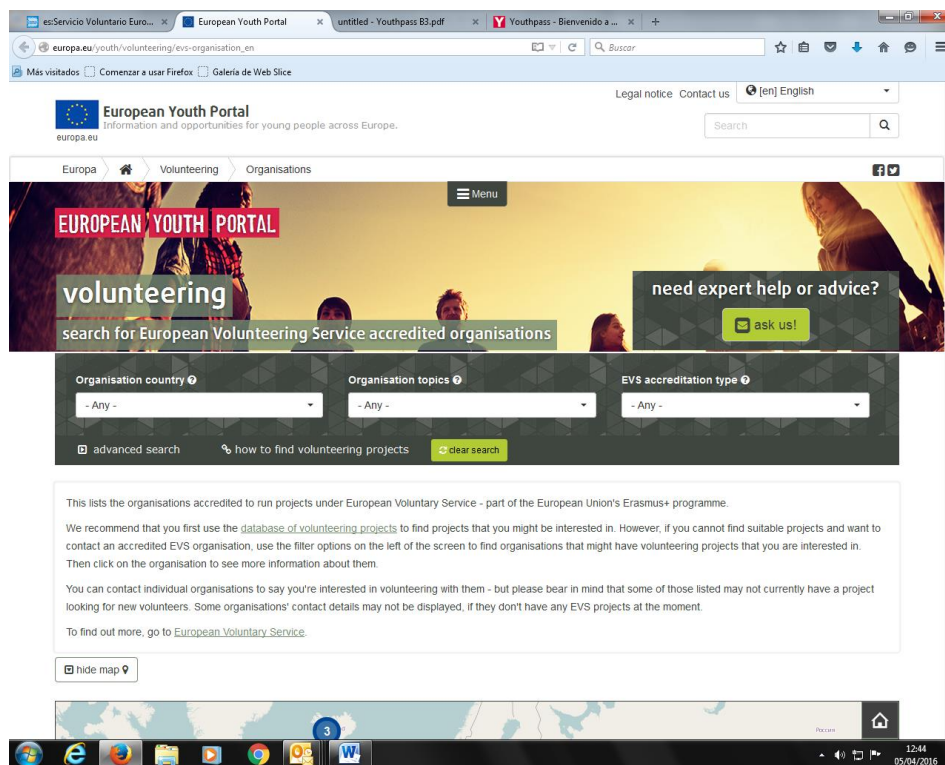 es:Servicio Voluntario Euro...
European Youth Portal
untitled - Youthpass B3.pdf
Youthpass - Bienvenido a ...
europa.eu/youth/volunteering/evs-organisation_en
Buscar
Más visitados
Comenzar a usar Firefox
Galería de Web Slice
Legal notice
Contact us
[en] English
European Youth Portal
Information and opportunities for young people across Europe.
europa.eu
Search
Europa
Volunteering
Organisations
Menu
EUROPEAN YOUTH PORTAL
volunteering
need expert help or advice?
ask us!
search for European Volunteering Service accredited organisations
Organisation country
Organisation topics
EVS accreditation type
- Any -
- Any -
- Any -
advanced search
how to find volunteering projects
clear search
This lists the organisations accredited to run projects under European Voluntary Service - part of the European Union's Erasmus+ programme.
We recommend that you first use the database of volunteering projects to find projects that you might be interested in. However, if you cannot find suitable projects and want to
contact an accredited EVS organisation, use the filter options on the left of the screen to find organisations that might have volunteering projects that you are interested in.
Then click on the organisation to see more information about them.
You can contact individual organisations to say you're interested in volunteering with them - but please bear in mind that some of those listed may not currently have a project
looking for new volunteers. Some organisations' contact details may not be displayed, if they don't have any EVS projects at the moment.
To find out more, go to European Voluntary Service.
hide map
3
Россия
12:44
05/04/2016